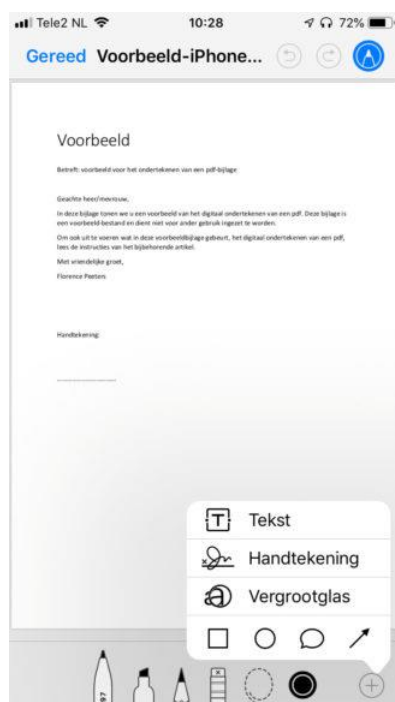 Tele2 NL 10:28 72%
Gereed Voorbeeld-iPhone...
Voorbeeld
Betreft: voorbeeld voor het ondertekenen van een pdf-bijlage
Geachte heer/mevrouw,
In deze bijlage tonen we u een voorbeeld van het digitaal ondertekenen van een pdf. Deze bijlage is
een voorbeeld-bestand en dient niet voor ander gebruik ingezet te worden.
Om ook uit te voeren wat in deze voorbeeldbijlage gebeurt, het digitaal ondertekenen van een pdf,
lees de instructies van het bijbehorende artikel.
Met vriendelijke groet,
Florence Peeters
Handtekening:
Tekst
Handtekening
Vergrootglas
97